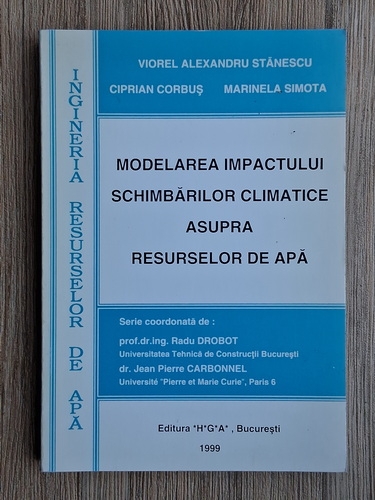 VIOREL ALEXANDRU STĂNESCU
CIPRIAN CORBUȘ MARINELA SIMOTA
MODELAREA IMPACTULUI
SCHIMBĂRILOR CLIMATICE
ASUPRA
RESURSELOR DE APĂ
Serie coordonată de :
prof.dr.ing. Radu DROBOT
Universitatea Tehnică de Construcții București
dr. Jean Pierre CARBONNEL
Université "Pierre et Marie Curie", Paris 6
Editura *H*G*A* , București
1999
INGINERIA RESURSELOR DE APĂ